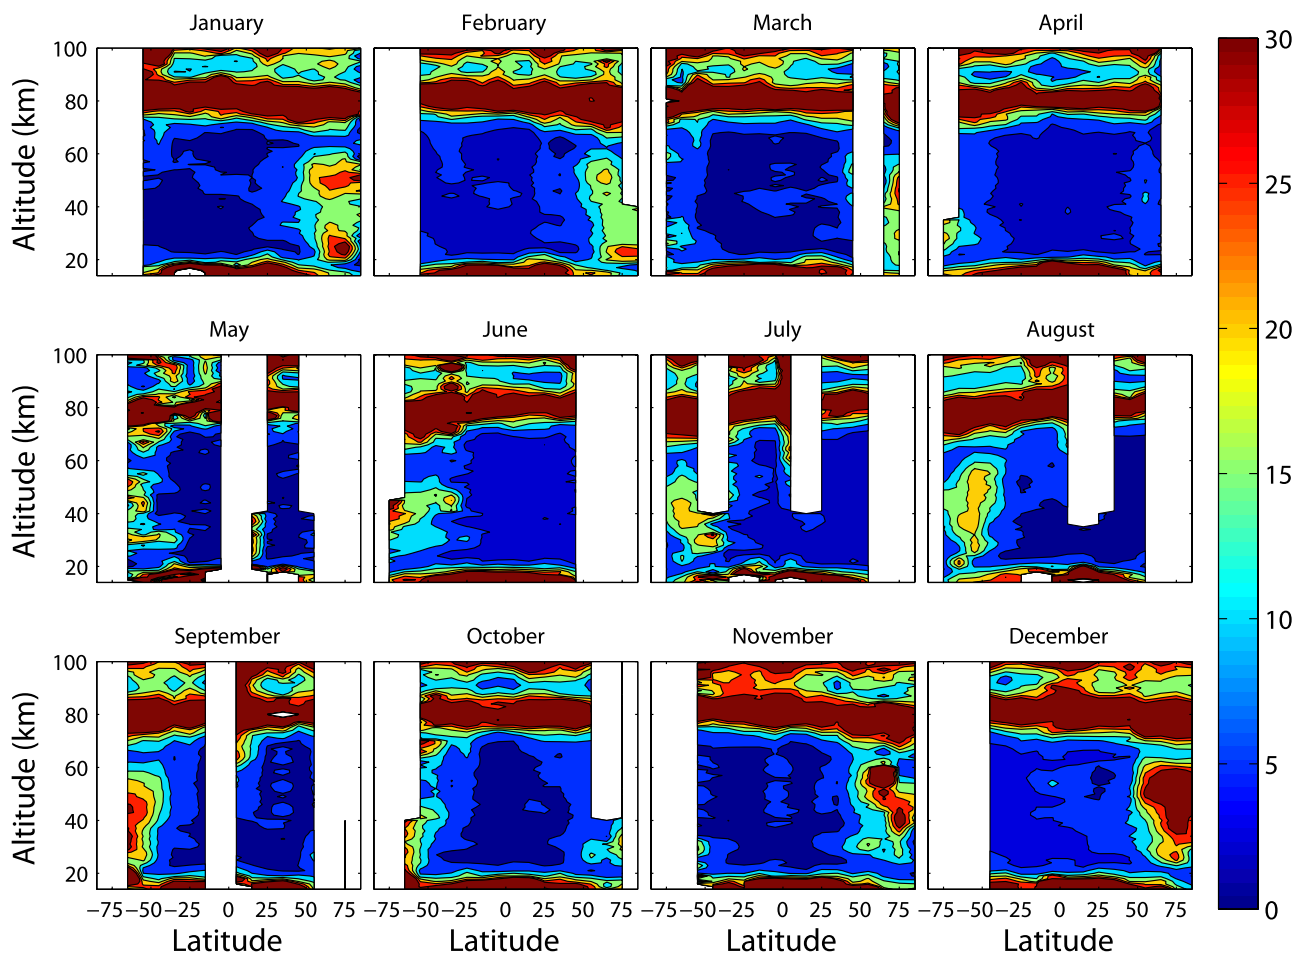 January February March April
100 30
80
Altitude (km) 60 25
40
20
May June July August 20
100
80
Altitude (km) 60 15
40
20
September October November December 10
100
80
Altitude (km) 60 5
40
20
0
−75 −50 −25 0 25 50 75 −75 −50 −25 0 25 50 75 −75 −50 −25 0 25 50 75 −75 −50 −25 0 25 50 75
Latitude Latitude Latitude Latitude